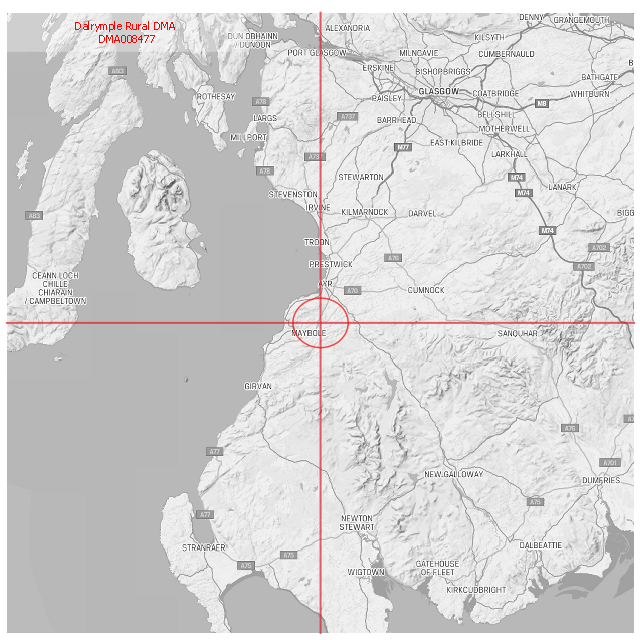 Dalrymple Rural DMA
DMA008477
DUN OBHAINN
/ DUNOON
ALEXANDRIA
DENNY
GRANGEMOUTH
KILSYTH
PORT GLASGOW
MILNGAVIE
CUMBERNAULD
ERSKINE
BISHOPBRIGGS
BATHGATE
A83
ROTHESAY
PAISLEY
GLASGOW
COATBRIDGE
WHITBURN
A78
M8
LARGS
A737
BARRHEAD
BELLSHILL
MOTHERWELL
MILLPORT
EAST KILBRIDE
M77
LARKHALL
A78
STEWARTON
M74
M74
LANARK
STEVENSTON
IRVINE
KILMARNOCK
DARVEL
BIGG
A83
M74
TROON
A702
A76
PRESTWICK
A702
CEANN LOCH
CHILLE
CHIARAIN
/ CAMPBELTOWN
AYR
A70
CUMNOCK
MAYBOLE
SANQUHAR
GIRVAN
A76
A77
A701
NEW GALLOWAY
DUMFRIES
A75
A77
NEWTON
STEWART
STRANRAER
A75
A75
DALBEATTIE
WIGTOWN
GATEHOUSE
OF FLEET
KIRKCUDBRIGHT